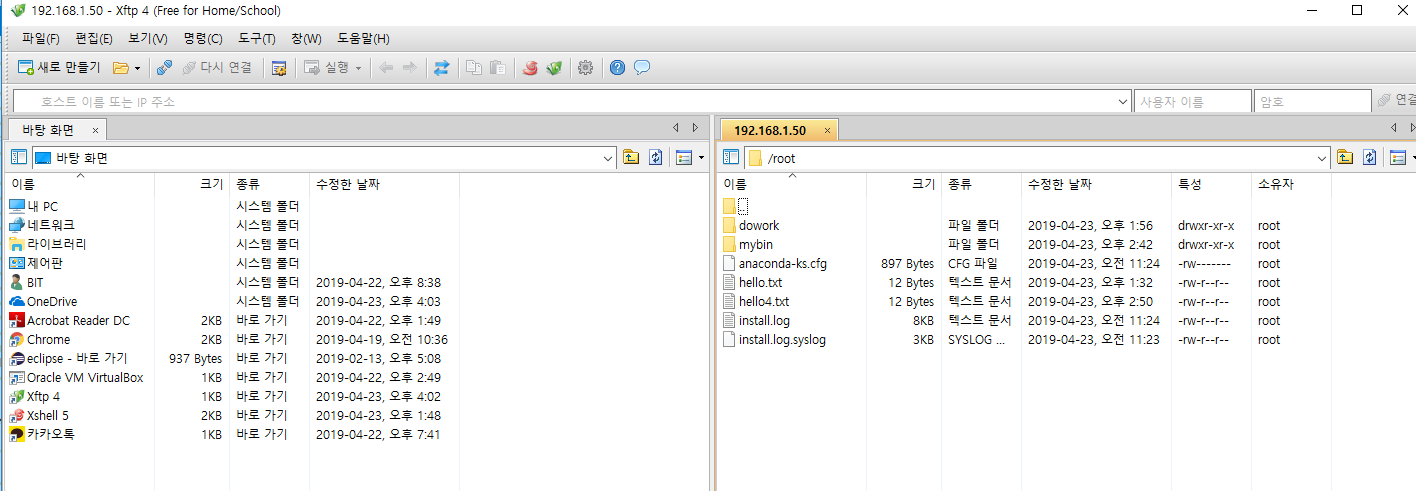 192.168.1.50 - Xftp 4 (Free for Home/School)
파일(F) 편집(E) 보기(V) 명령(C) 도구(T) 창(W) 도움말(H)
새로 만들기 다시 연결 실행
호스트 이름 또는 IP 주소 사용자 이름 암호 연결
바탕 화면
바탕 화면
이름 크기 종류 수정한 날짜
내 PC 시스템 폴더
네트워크 시스템 폴더
라이브러리 시스템 폴더
제어판 시스템 폴더
BIT 시스템 폴더 2019-04-22, 오후 8:38
OneDrive 시스템 폴더 2019-04-23, 오후 4:03
Acrobat Reader DC 2KB 바로 가기 2019-04-22, 오후 1:49
Chrome 2KB 바로 가기 2019-04-19, 오전 10:36
eclipse - 바로 가기 937 Bytes 바로 가기 2019-02-13, 오후 5:08
Oracle VM VirtualBox 1KB 바로 가기 2019-04-22, 오후 2:49
Xftp 4 1KB 바로 가기 2019-04-23, 오후 4:02
Xshell 5 2KB 바로 가기 2019-04-23, 오후 1:48
카카오톡 1KB 바로 가기 2019-04-22, 오후 7:41
192.168.1.50
/root
이름 크기 종류 수정한 날짜 특성 소유자
..
dowork 파일 폴더 2019-04-23, 오후 1:56 drwxr-xr-x root
mybin 파일 폴더 2019-04-23, 오후 2:42 drwxr-xr-x root
anaconda-ks.cfg 897 Bytes CFG 파일 2019-04-23, 오전 11:24 -rw------- root
hello.txt 12 Bytes 텍스트 문서 2019-04-23, 오후 1:32 -rw-r--r-- root
hello4.txt 12 Bytes 텍스트 문서 2019-04-23, 오후 2:50 -rw-r--r-- root
install.log 8KB 텍스트 문서 2019-04-23, 오전 11:24 -rw-r--r-- root
install.log.syslog 3KB SYSLOG ... 2019-04-23, 오전 11:23 -rw-r--r-- root